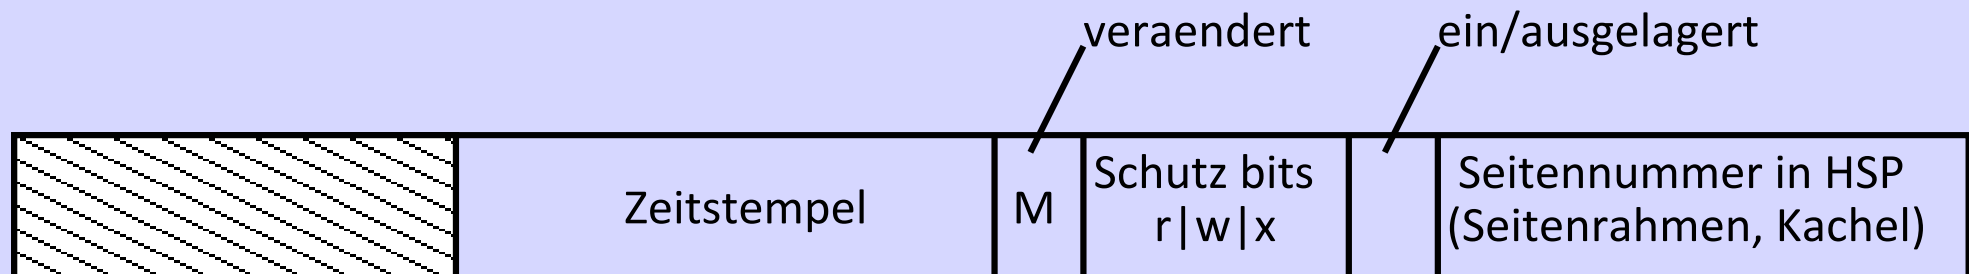 veraendert
ein/ausgelagert
Zeitstempel
M
Schutz bits
r|w|x
Seitennummer in HSP
(Seitenrahmen, Kachel)